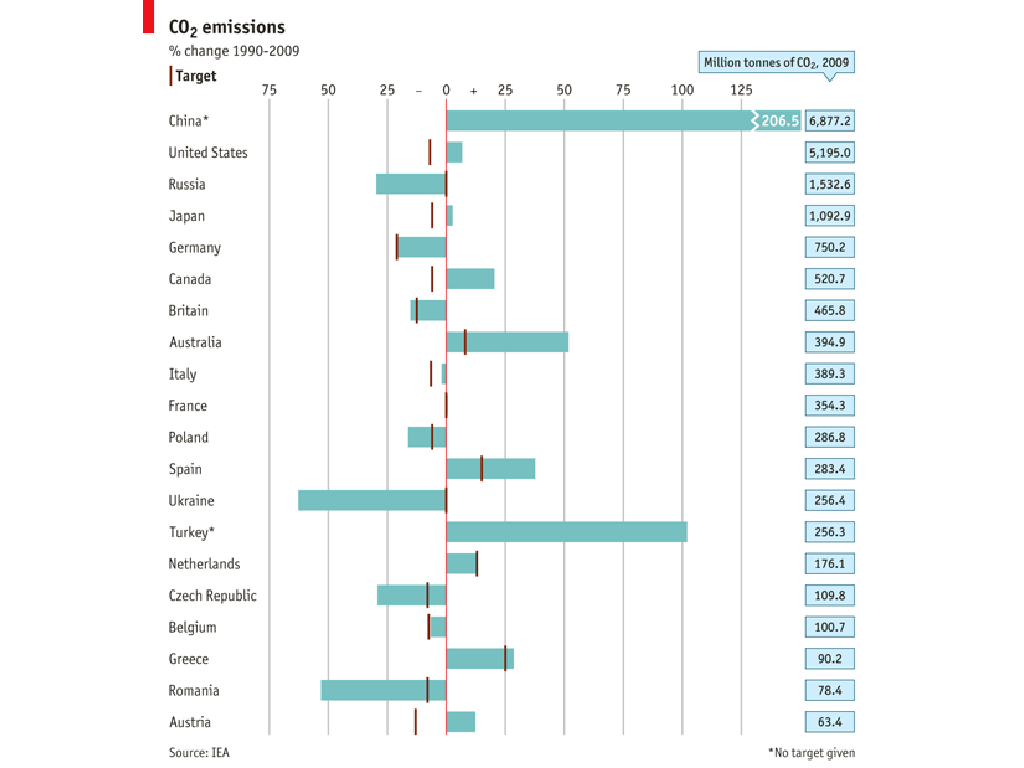 CO₂ emissions
% change 1990-2009
Million tonnes of CO₂, 2009
Target
75 50 25 – 0 + 25 50 75 100 125
China* 206.5 6,877.2
United States 5,195.0
Russia 1,532.6
Japan 1,092.9
Germany 750.2
Canada 520.7
Britain 465.8
Australia 394.9
Italy 389.3
France 354.3
Poland 286.8
Spain 283.4
Ukraine 256.4
Turkey* 256.3
Netherlands 176.1
Czech Republic 109.8
Belgium 100.7
Greece 90.2
Romania 78.4
Austria 63.4
Source: IEA *No target given